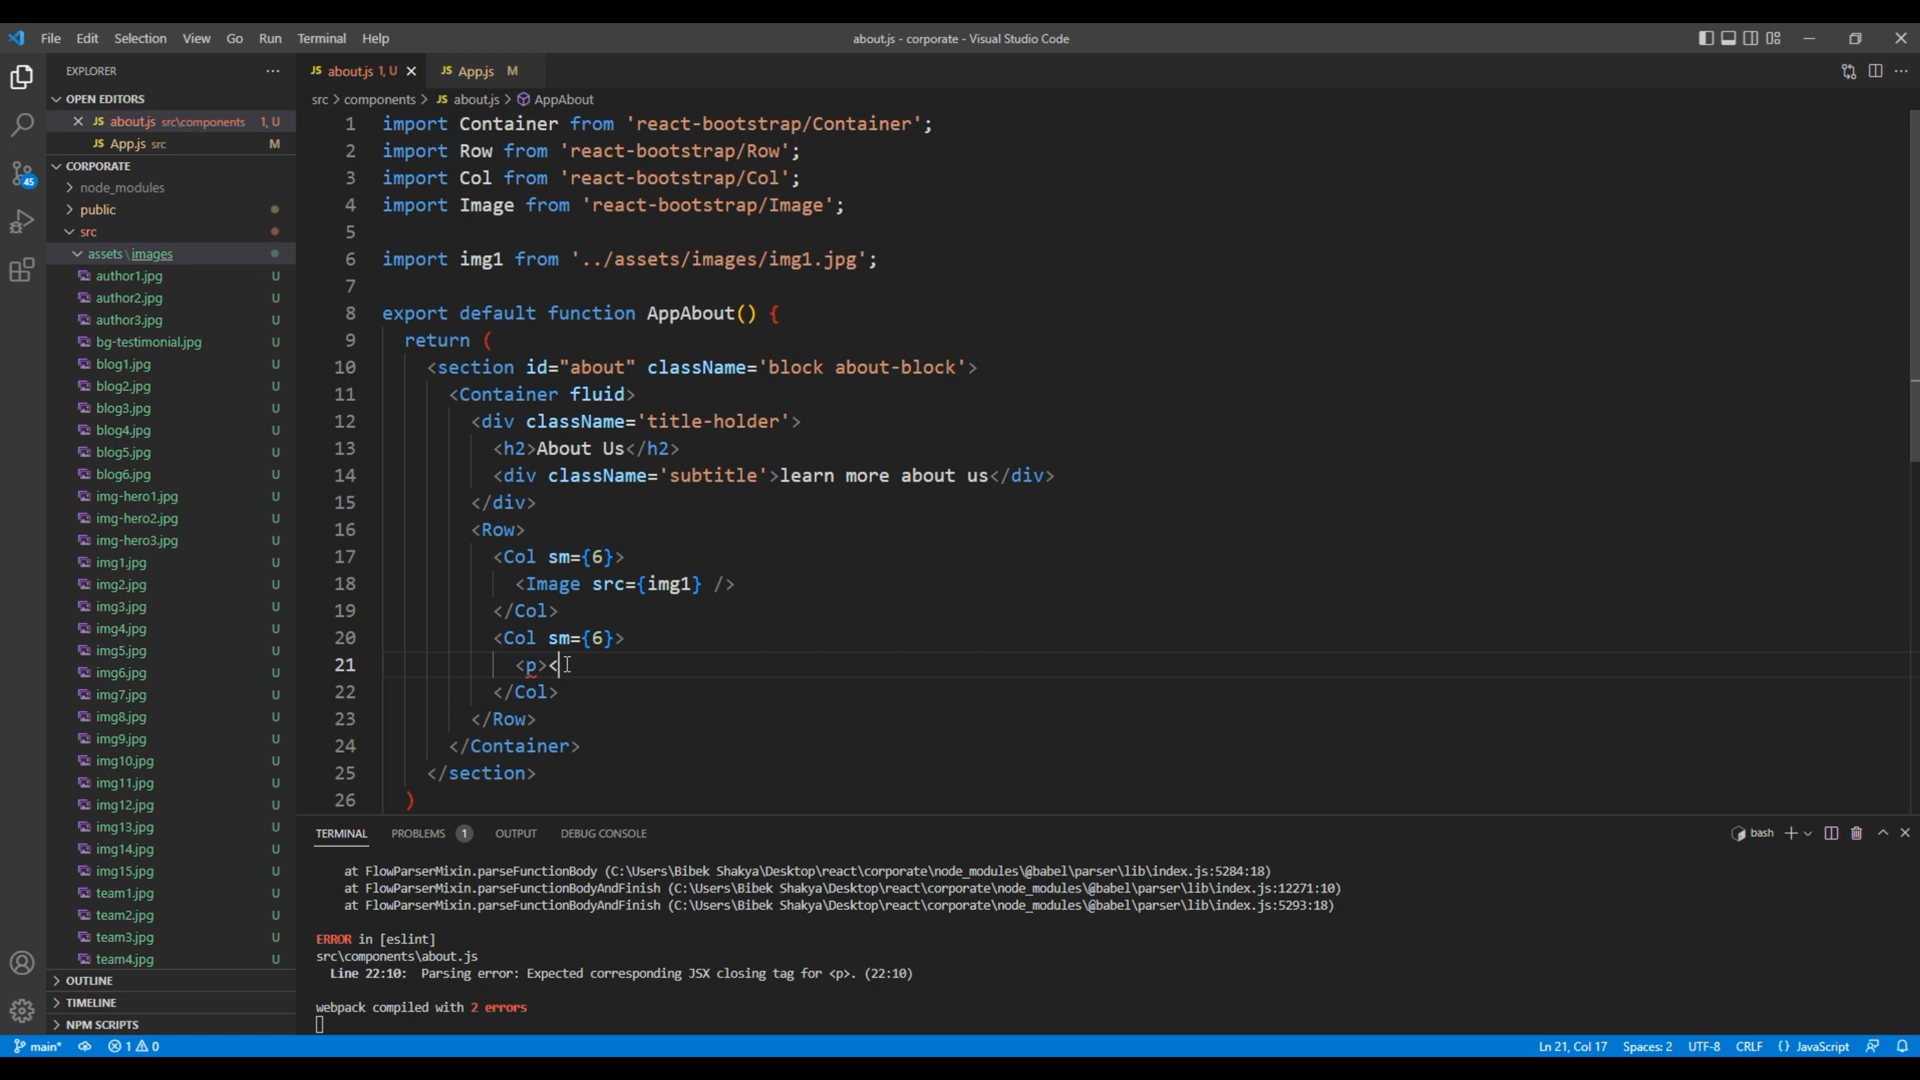 File Edit Selection View Go Run Terminal Help
about.js - corporate - Visual Studio Code
EXPLORER
OPEN EDITORS
JS about.js src\components 1, U
JS App.js src M
CORPORATE
node_modules
public
src
assets\images
author1.jpg U
author2.jpg U
author3.jpg U
bg-testimonial.jpg U
blog1.jpg U
blog2.jpg U
blog3.jpg U
blog4.jpg U
blog5.jpg U
blog6.jpg U
img-hero1.jpg U
img-hero2.jpg U
img-hero3.jpg U
img1.jpg U
img2.jpg U
img3.jpg U
img4.jpg U
img5.jpg U
img6.jpg U
img7.jpg U
img8.jpg U
img9.jpg U
img10.jpg U
img11.jpg U
img12.jpg U
img13.jpg U
img14.jpg U
img15.jpg U
team1.jpg U
team2.jpg U
team3.jpg U
team4.jpg U
OUTLINE
TIMELINE
NPM SCRIPTS
45
JS about.js 1, U
JS App.js M
src > components > JS about.js > AppAbout
1 import Container from 'react-bootstrap/Container';
2 import Row from 'react-bootstrap/Row';
3 import Col from 'react-bootstrap/Col';
4 import Image from 'react-bootstrap/Image';
5
6 import img1 from '../assets/images/img1.jpg';
7
8 export default function AppAbout() {
9 return (
10 <section id="about" className='block about-block'>
11 <Container fluid>
12 <div className='title-holder'>
13 <h2>About Us</h2>
14 <div className='subtitle'>learn more about us</div>
15 </div>
16 <Row>
17 <Col sm={6}>
18 <Image src={img1} />
19 </Col>
20 <Col sm={6}>
21 <p><
22 </Col>
23 </Row>
24 </Container>
25 </section>
26 )
TERMINAL PROBLEMS 1 OUTPUT DEBUG CONSOLE
bash
at FlowParserMixin.parseFunctionBody (C:\Users\Bibek Shakya\Desktop\react\corporate\node_modules\@babel\parser\lib\index.js:5284:18)
at FlowParserMixin.parseFunctionBodyAndFinish (C:\Users\Bibek Shakya\Desktop\react\corporate\node_modules\@babel\parser\lib\index.js:12271:10)
at FlowParserMixin.parseFunctionBodyAndFinish (C:\Users\Bibek Shakya\Desktop\react\corporate\node_modules\@babel\parser\lib\index.js:5293:18)
ERROR in [eslint]
src\components\about.js
Line 22:10: Parsing error: Expected corresponding JSX closing tag for <p>. (22:10)
webpack compiled with 2 errors
main* 1 0
Ln 21, Col 17 Spaces: 2 UTF-8 CRLF {} JavaScript